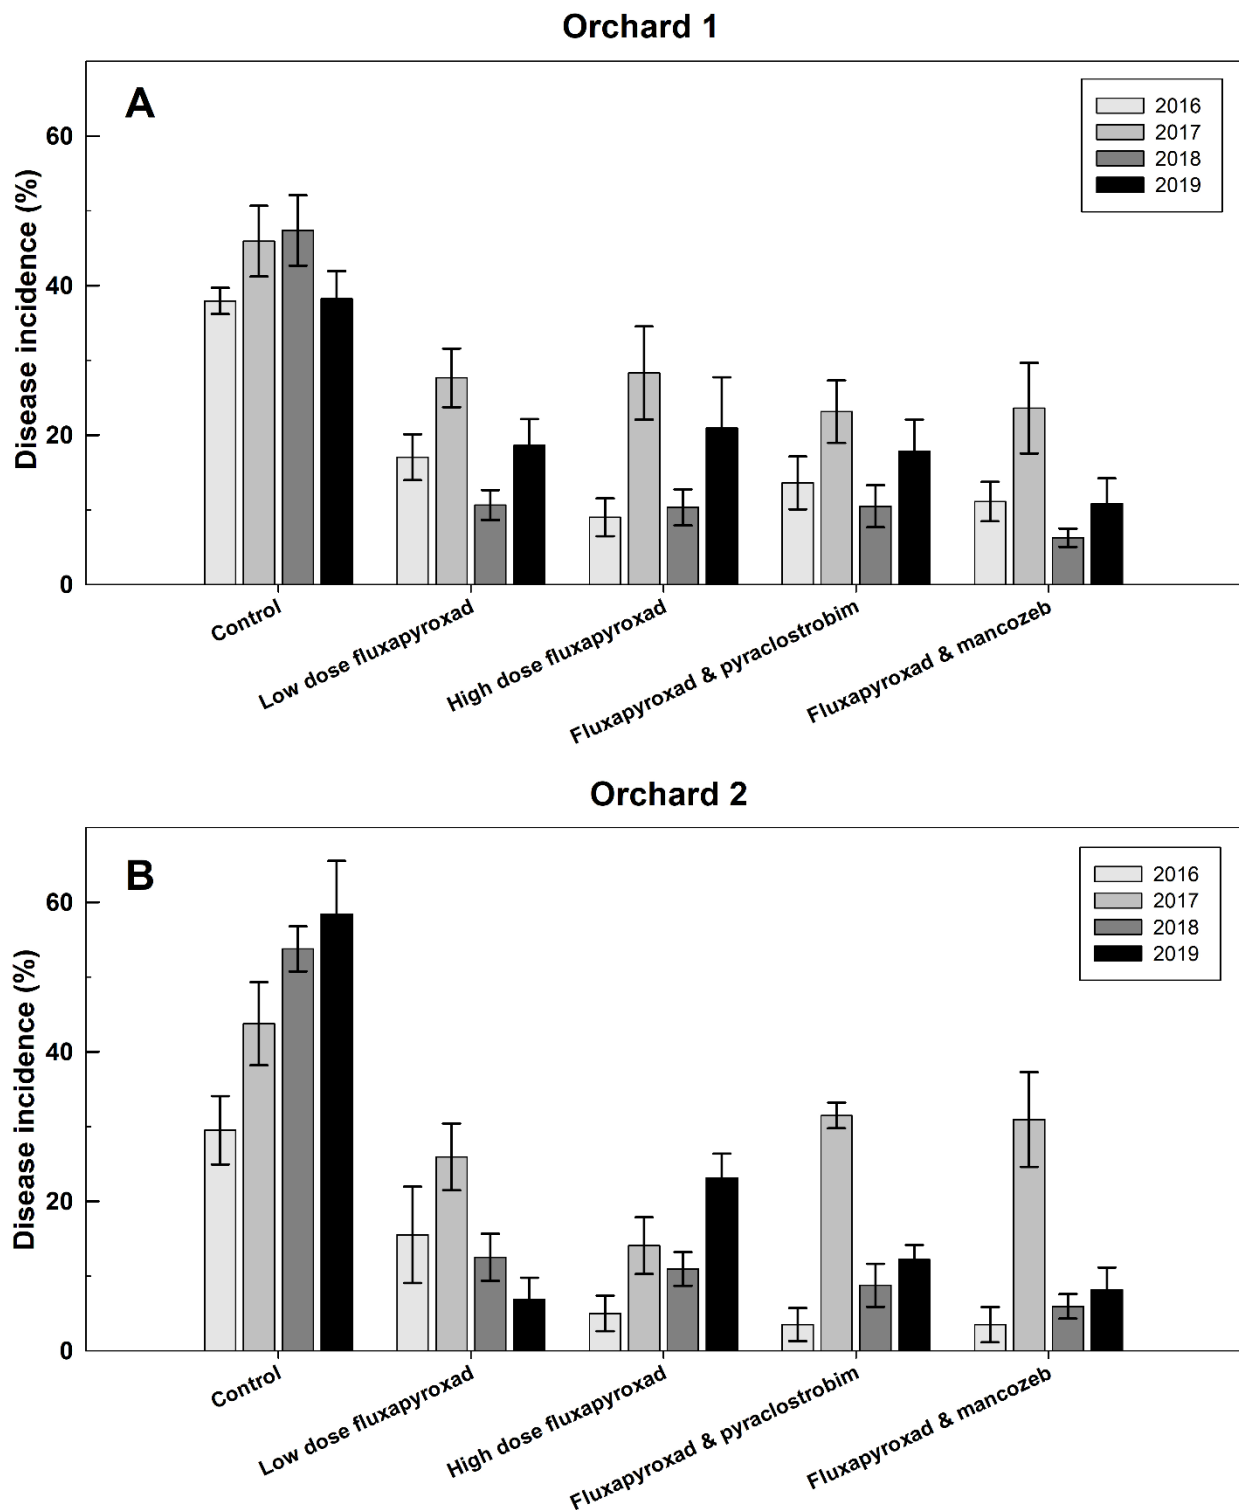 Orchard 1
A
2016
2017
2018
2019
Disease incidence (%)
60
40
20
0
Control
Low dose fluxapyroxad
High dose fluxapyroxad
Fluxapyroxad & pyraclostrobim
Fluxapyroxad & mancozeb
Orchard 2
B
2016
2017
2018
2019
Disease incidence (%)
60
40
20
0
Control
Low dose fluxapyroxad
High dose fluxapyroxad
Fluxapyroxad & pyraclostrobim
Fluxapyroxad & mancozeb